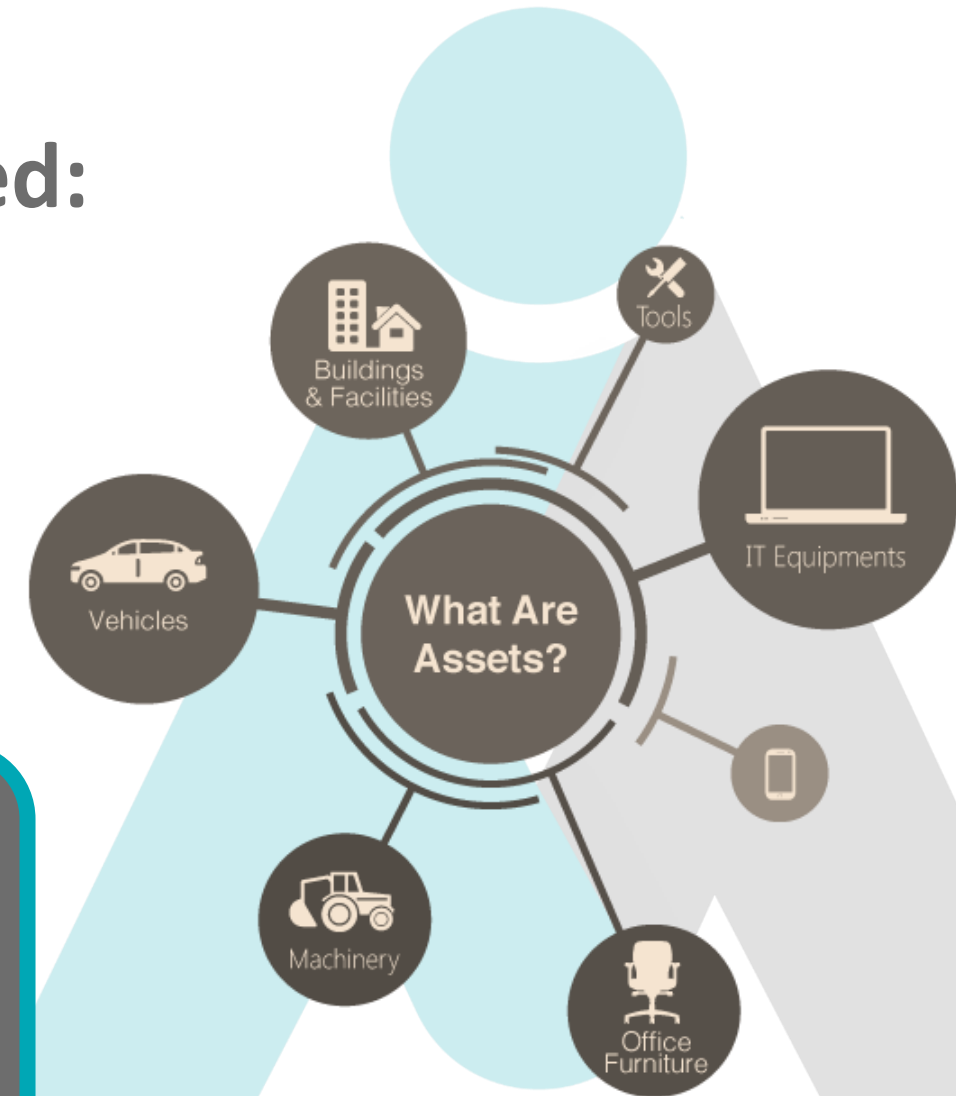 ed:
Tools
Buildings
& Facilities
IT Equipments
What Are
Assets?
Vehicles
Machinery
Office
Furniture